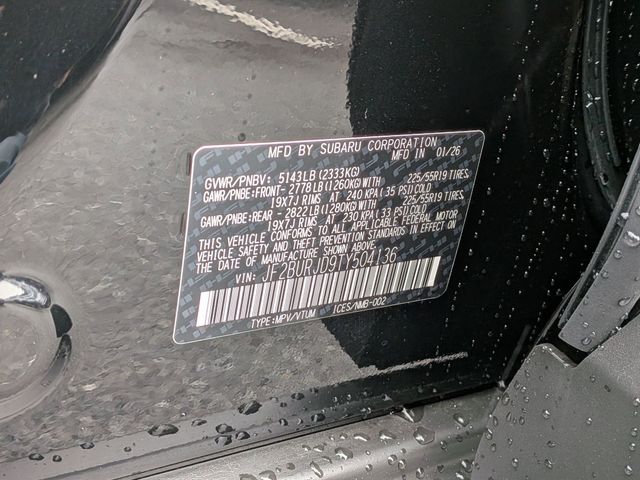 MFD BY SUBARU CORPORATION
MFD IN 01/26
GVWR/PNBV: 5143LB(2333KG)
GAWR/PNBE:FRONT- 2778LB(1260KG)WITH 225/55R19 TIRES,
19X7J RIMS AT 240 KPA(35 PSI)COLD
GAWR/PNBE:REAR - 2822LB(1280KG)WITH 225/55R19 TIRES,
19X7J RIMS AT 230 KPA(33 PSI)COLD
THIS VEHICLE CONFORMS TO ALL APPLICABLE FEDERAL MOTOR
VEHICLE SAFETY AND THEFT PREVENTION STANDARDS IN EFFECT ON
THE DATE OF MANUFACTURE SHOWN ABOVE.
VIN: JF2BURJD9TY504136
TYPE:MPV/VTUM ICES/NMB-002